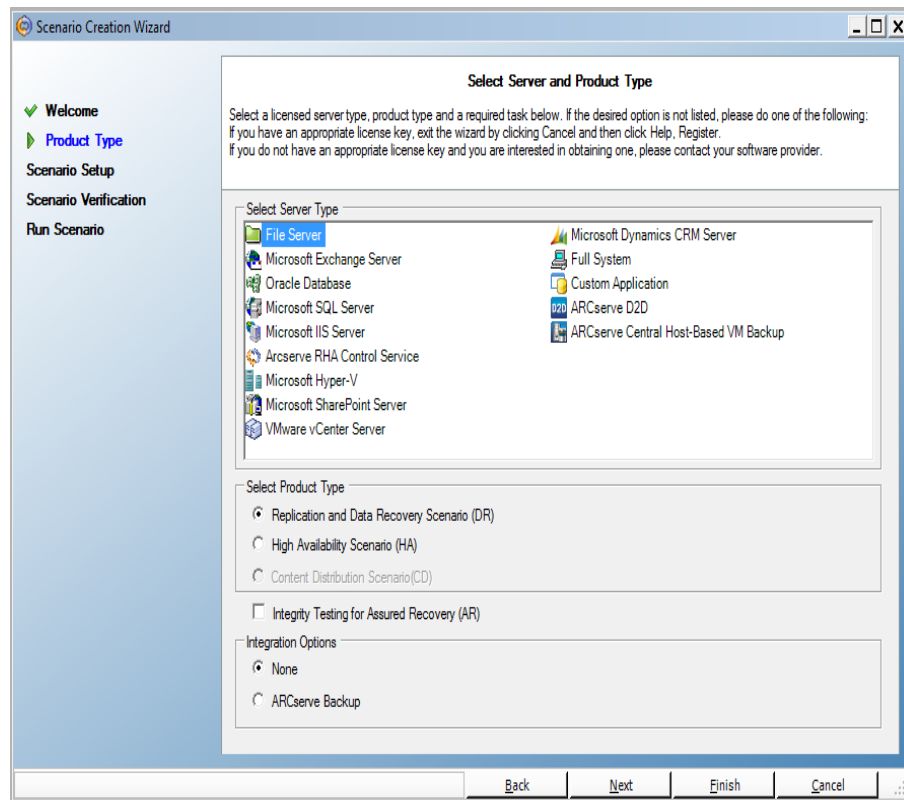 Scenario Creation Wizard
Welcome
Product Type
Scenario Setup
Scenario Verification
Run Scenario
Select Server and Product Type
Select a licensed server type, product type and a required task below. If the desired option is not listed, please do one of the following:
If you have an appropriate license key, exit the wizard by clicking Cancel and then click Help, Register.
If you do not have an appropriate license key and you are interested in obtaining one, please contact your software provider.
Select Server Type
File Server
Microsoft Exchange Server
Oracle Database
Microsoft SQL Server
Microsoft IIS Server
Arcserve RHA Control Service
Microsoft Hyper-V
Microsoft SharePoint Server
VMware vCenter Server
Microsoft Dynamics CRM Server
Full System
Custom Application
D2D ARCserve D2D
ARCserve Central Host-Based VM Backup
Select Product Type
Replication and Data Recovery Scenario (DR)
High Availability Scenario (HA)
Content Distribution Scenario(CD)
Integrity Testing for Assured Recovery (AR)
Integration Options
None
ARCserve Backup
Back Next Finish Cancel